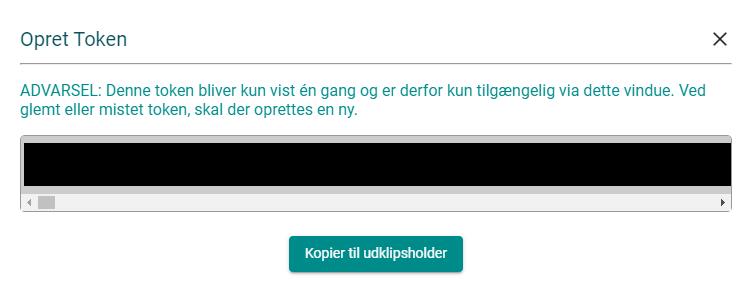 Opret Token
ADVARSEL: Denne token bliver kun vist én gang og er derfor kun tilgængelig via dette vindue. Ved
glemt eller mistet token, skal der oprettes en ny.
Kopier til udklipsholder